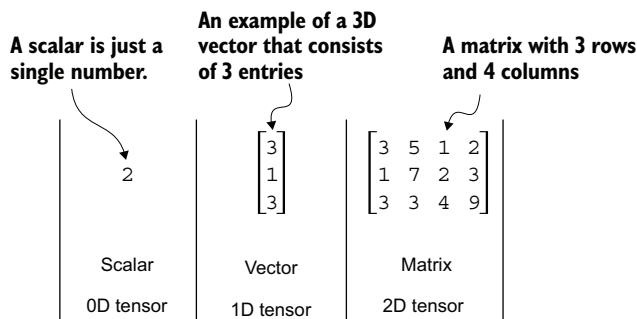 A scalar is just a
single number.
An example of a 3D
vector that consists
of 3 entries
A matrix with 3 rows
and 4 columns
2
3
1
3
3 5 1 2
1 7 2 3
3 3 4 9
Scalar
Vector
Matrix
0D tensor
1D tensor
2D tensor